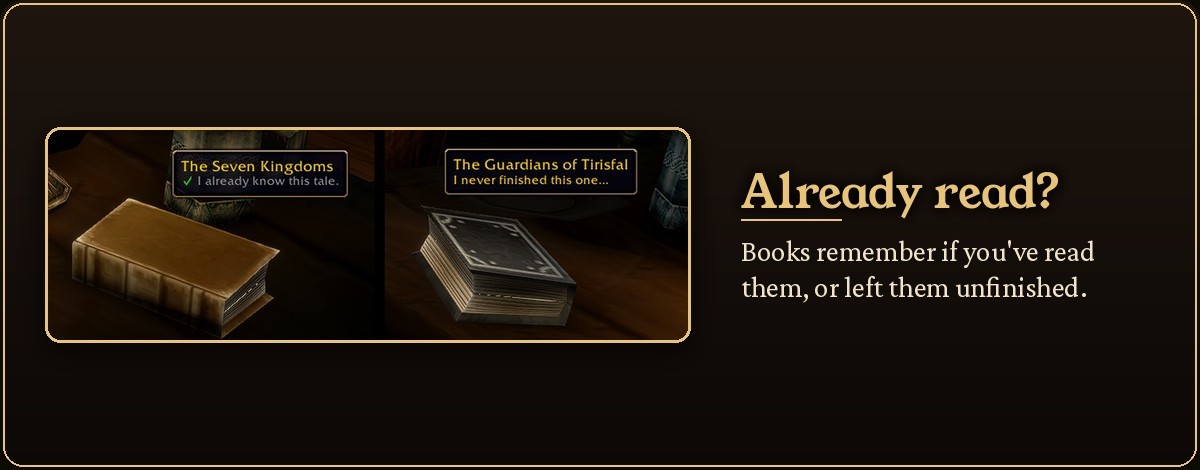 The Seven Kingdoms
✓ I already know this tale.
The Guardians of Tirisfal
I never finished this one...
Already read?
Books remember if you've read
them, or left them unfinished.